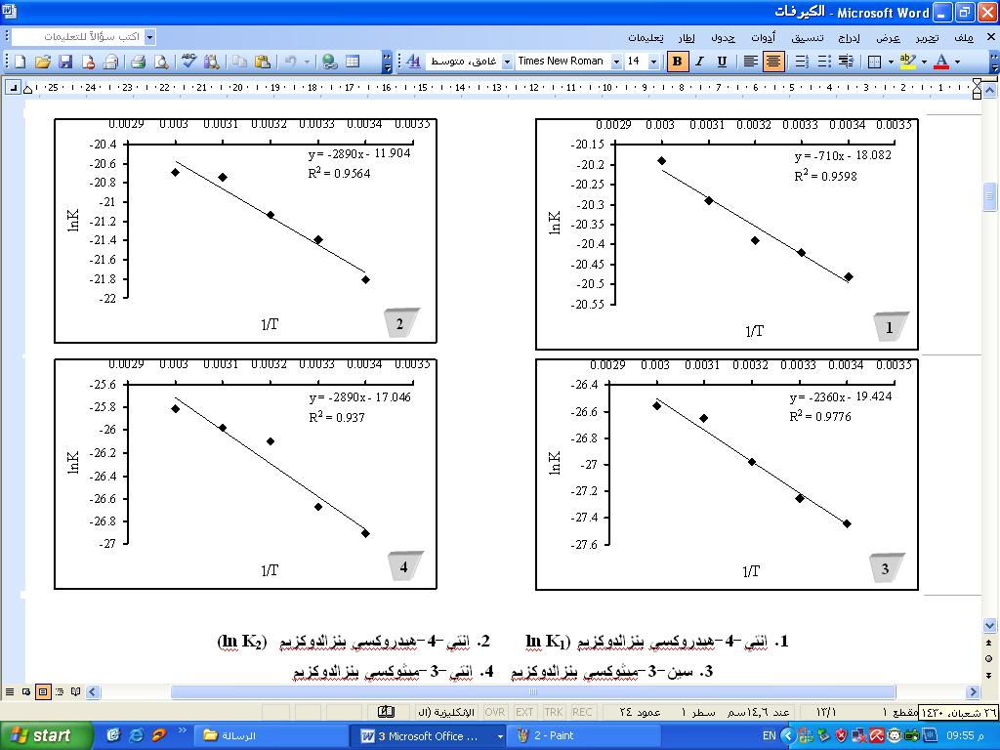 الكيرفات - Microsoft Word
ملف تحرير عرض إدراج تنسيق أدوات جدول إطار تعليمات
اكتب سؤالاً للتعليمات
غامق، متوسط Times New Roman 14 B I U
25 24 23 22 21 20 19 18 17 16 15 14 13 12 11 10 9 8 7 6 5 4 3 2 1
0.0029 0.003 0.0031 0.0032 0.0033 0.0034 0.0035
-20.15
-20.2
-20.25
-20.3
-20.35
-20.4
-20.45
-20.5
-20.55
y = -710x - 18.082
R² = 0.9598
lnK
1/T
1
0.0029 0.003 0.0031 0.0032 0.0033 0.0034 0.0035
-20.4
-20.6
-20.8
-21
-21.2
-21.4
-21.6
-21.8
-22
y = -2890x - 11.904
R² = 0.9564
lnK
1/T
2
0.0029 0.003 0.0031 0.0032 0.0033 0.0034 0.0035
-26.4
-26.6
-26.8
-27
-27.2
-27.4
-27.6
y = -2360x - 19.424
R² = 0.9776
lnK
1/T
3
0.0029 0.003 0.0031 0.0032 0.0033 0.0034 0.0035
-25.6
-25.8
-26
-26.2
-26.4
-26.6
-26.8
-27
y = -2890x - 17.046
R² = 0.937
lnK
1/T
4
1. انتي-4-هيدروكسي بنزالدوكزيم (ln K₁ 2. انتي-4-هيدروكسي بنزالدوكزيم (ln K₂)
3. سين-3-ميثوكسي بنزالدوكزيم 4. انتي-3-ميثوكسي بنزالدوكزيم
مقطع ١ ١٣/١ عند ١٤,٦سم سطر ١ عمود ٢٤ REC TRK EXT OVR الإنكليزية (ال
٢٦ شعبان، ١٤٣٠
start الرسالة 3 Microsoft Office ... 2 - Paint EN 09:55 م